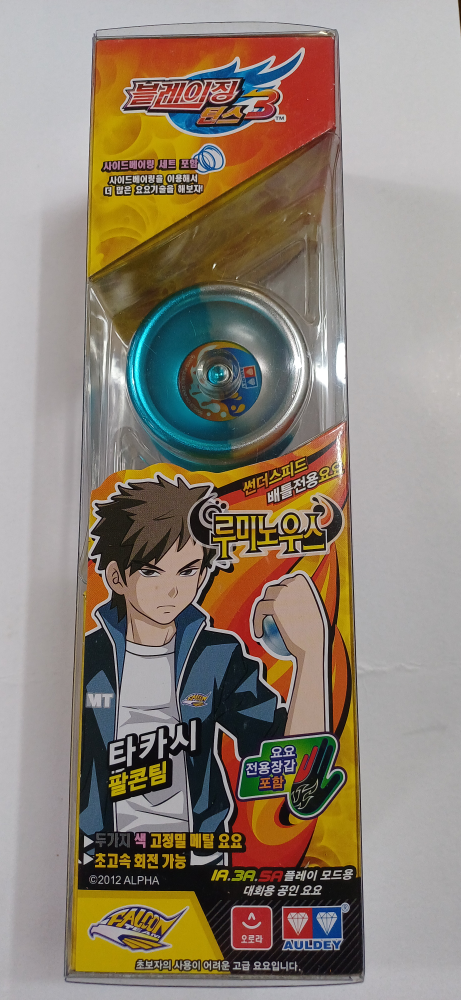 블레이징
틴스3™
사이드베어링 세트 포함
사이드베어링을 이용해서
더 많은 요요기술을 해보자!
썬더스피드
배틀전용요요
루미노우스
MT
타카시
팔콘팀
요요
전용장갑
포함
두가지 색 고정밀 메탈 요요
초고속 회전 가능
©2012 ALPHA
1A.3A.5A 플레이 모드용
대회용 공인 요요
FALCON
TEAM
오로라
AULDEY®
초보자의 사용이 어려운 고급 요요입니다.